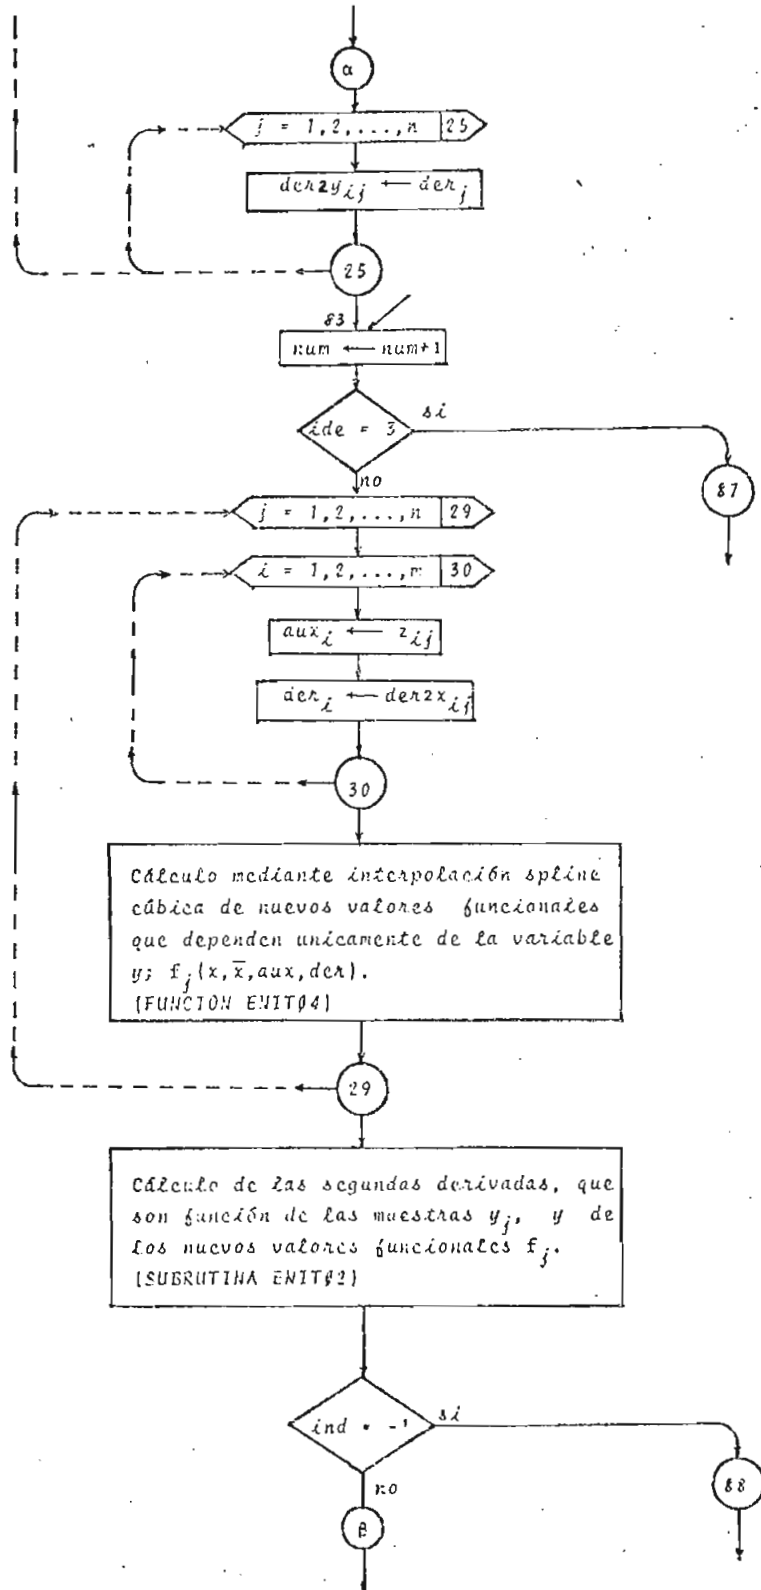 α
j = 1,2,...,n 25
der2y_ij ← der_j
25
83
num ← num+1
ide = 3
si
no
87
j = 1,2,...,n 29
i = 1,2,...,m 30
aux_i ← z_ij
der_i ← der2x_ij
30
Cálculo mediante interpolación spline
cúbica de nuevos valores funcionales
que dependen unicamente de la variable
y; f_j(x,x̅,aux,der).
(FUNCION ENITØ4)
29
Cálculo de las segundas derivadas, que
son función de las muestras y_j, y de
los nuevos valores funcionales f_j.
(SUBRUTINA ENITØ2)
ind = -1
si
no
88
β